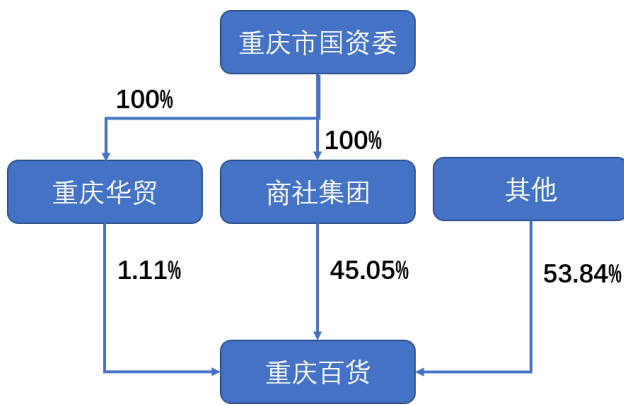 重庆市国资委
100%
100%
重庆华贸
商社集团
其他
1.11%
45.05%
53.84%
重庆百货